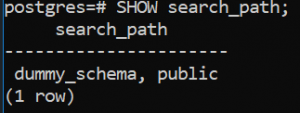 postgres=# SHOW search_path;
search_path
----------------------
dummy_schema, public
(1 row)